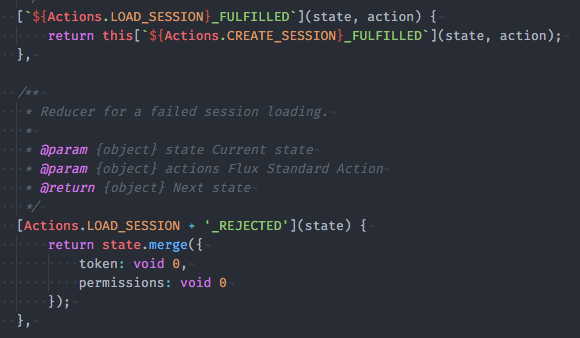 [`${Actions.LOAD_SESSION}_FULFILLED`](state, action) {
    return this[`${Actions.CREATE_SESSION}_FULFILLED`](state, action);
},

/**
 * Reducer for a failed session loading.
 *
 * @param {object} state Current state
 * @param {object} actions Flux Standard Action
 * @return {object} Next state
 */
[Actions.LOAD_SESSION + '_REJECTED'](state) {
    return state.merge({
        token: void 0,
        permissions: void 0
    });
},